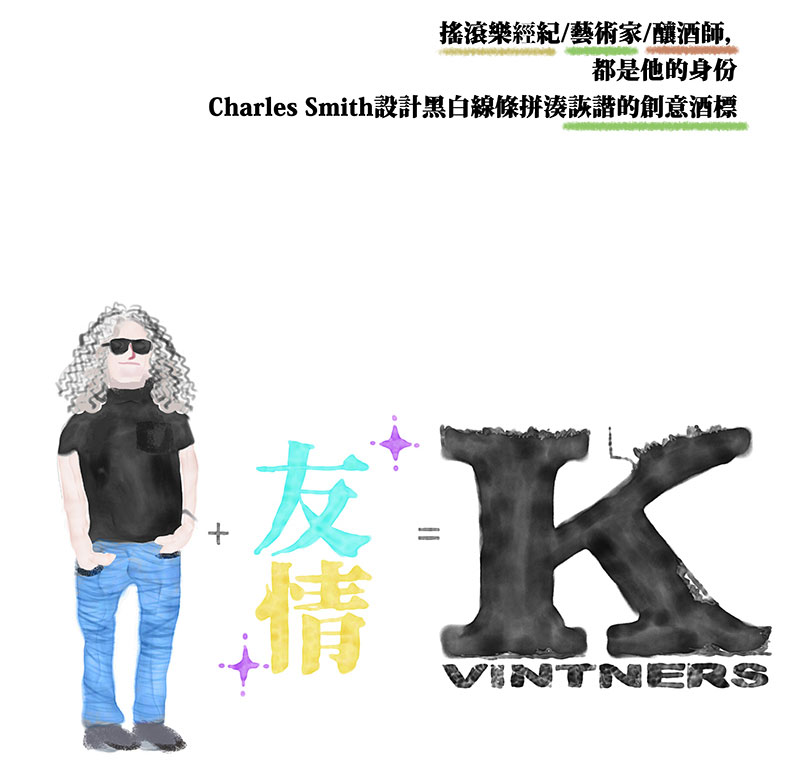 搖滾樂經紀/藝術家/釀酒師,
都是他的身份
Charles Smith設計黑白線條拼湊詼諧的創意酒標
+ 友情 = K
VINTNERS